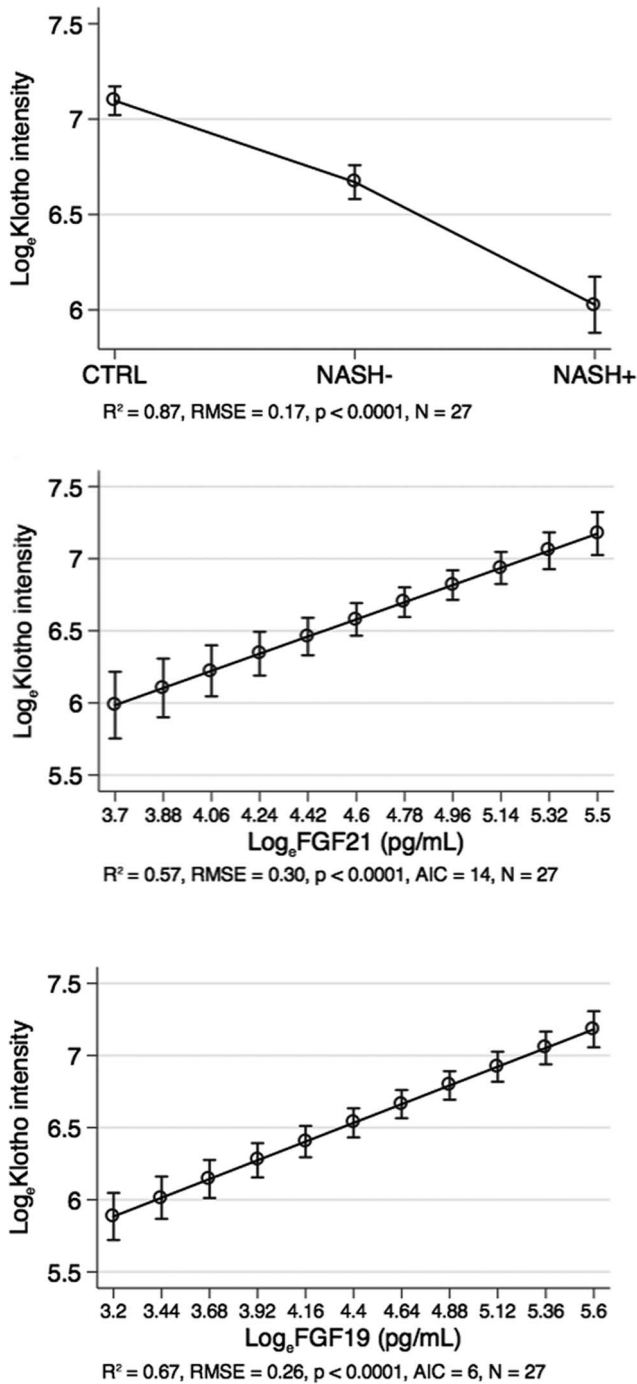 Log
e
Klotho intensity
7.5
7
6.5
6
CTRL NASH- NASH+
R² = 0.87, RMSE = 0.17, p < 0.0001, N = 27
LogₑKlotho intensity
7.5
7
6.5
6
5.5
3.7 3.88 4.06 4.24 4.42 4.6 4.78 4.96 5.14 5.32 5.5
LogₑFGF21 (pg/mL)
R² = 0.57, RMSE = 0.30, p < 0.0001, AIC = 14, N = 27
LogₑKlotho intensity
7.5
7
6.5
6
5.5
3.2 3.44 3.68 3.92 4.16 4.4 4.64 4.88 5.12 5.36 5.6
LogₑFGF19 (pg/mL)
R² = 0.67, RMSE = 0.26, p < 0.0001, AIC = 6, N = 27